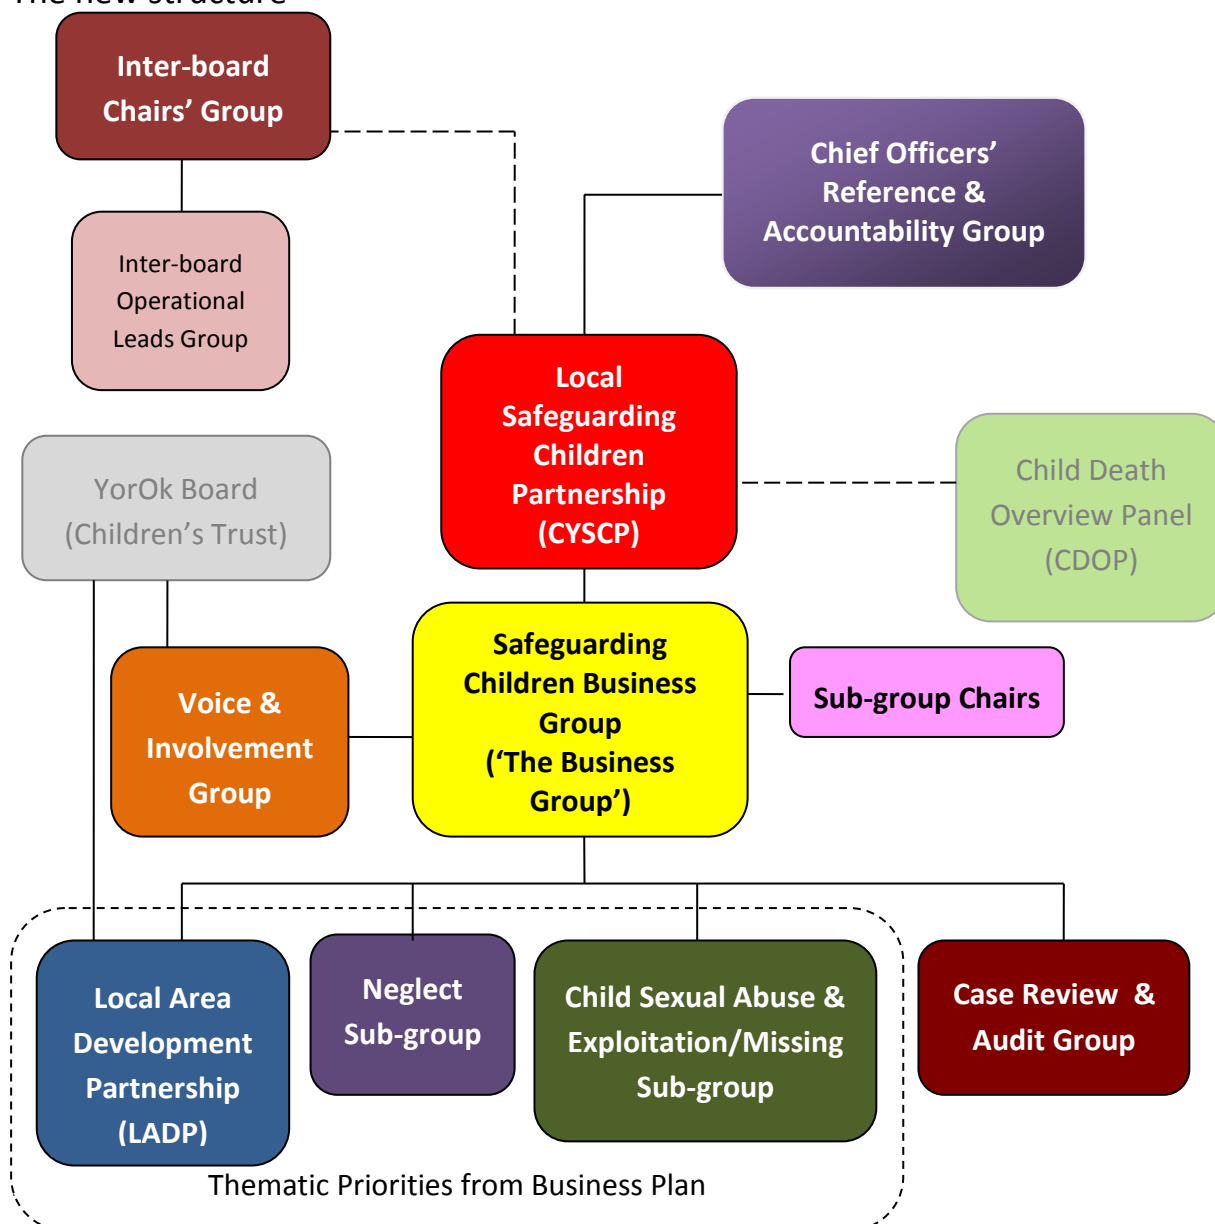 The new structure
Inter-board
Chairs’ Group
Chief Officers’
Reference &
Accountability Group
Inter-board
Operational
Leads Group
Local
Safeguarding
Children
Partnership
(CYSCP)
Child Death
Overview Panel
(CDOP)
YorOk Board
(Children’s Trust)
Safeguarding
Children Business
Group
(‘The Business
Group’)
Sub-group Chairs
Voice &
Involvement
Group
Local Area
Development
Partnership
(LADP)
Neglect
Sub-group
Child Sexual Abuse &
Exploitation/Missing
Sub-group
Case Review  &
Audit Group
Thematic Priorities from Business Plan